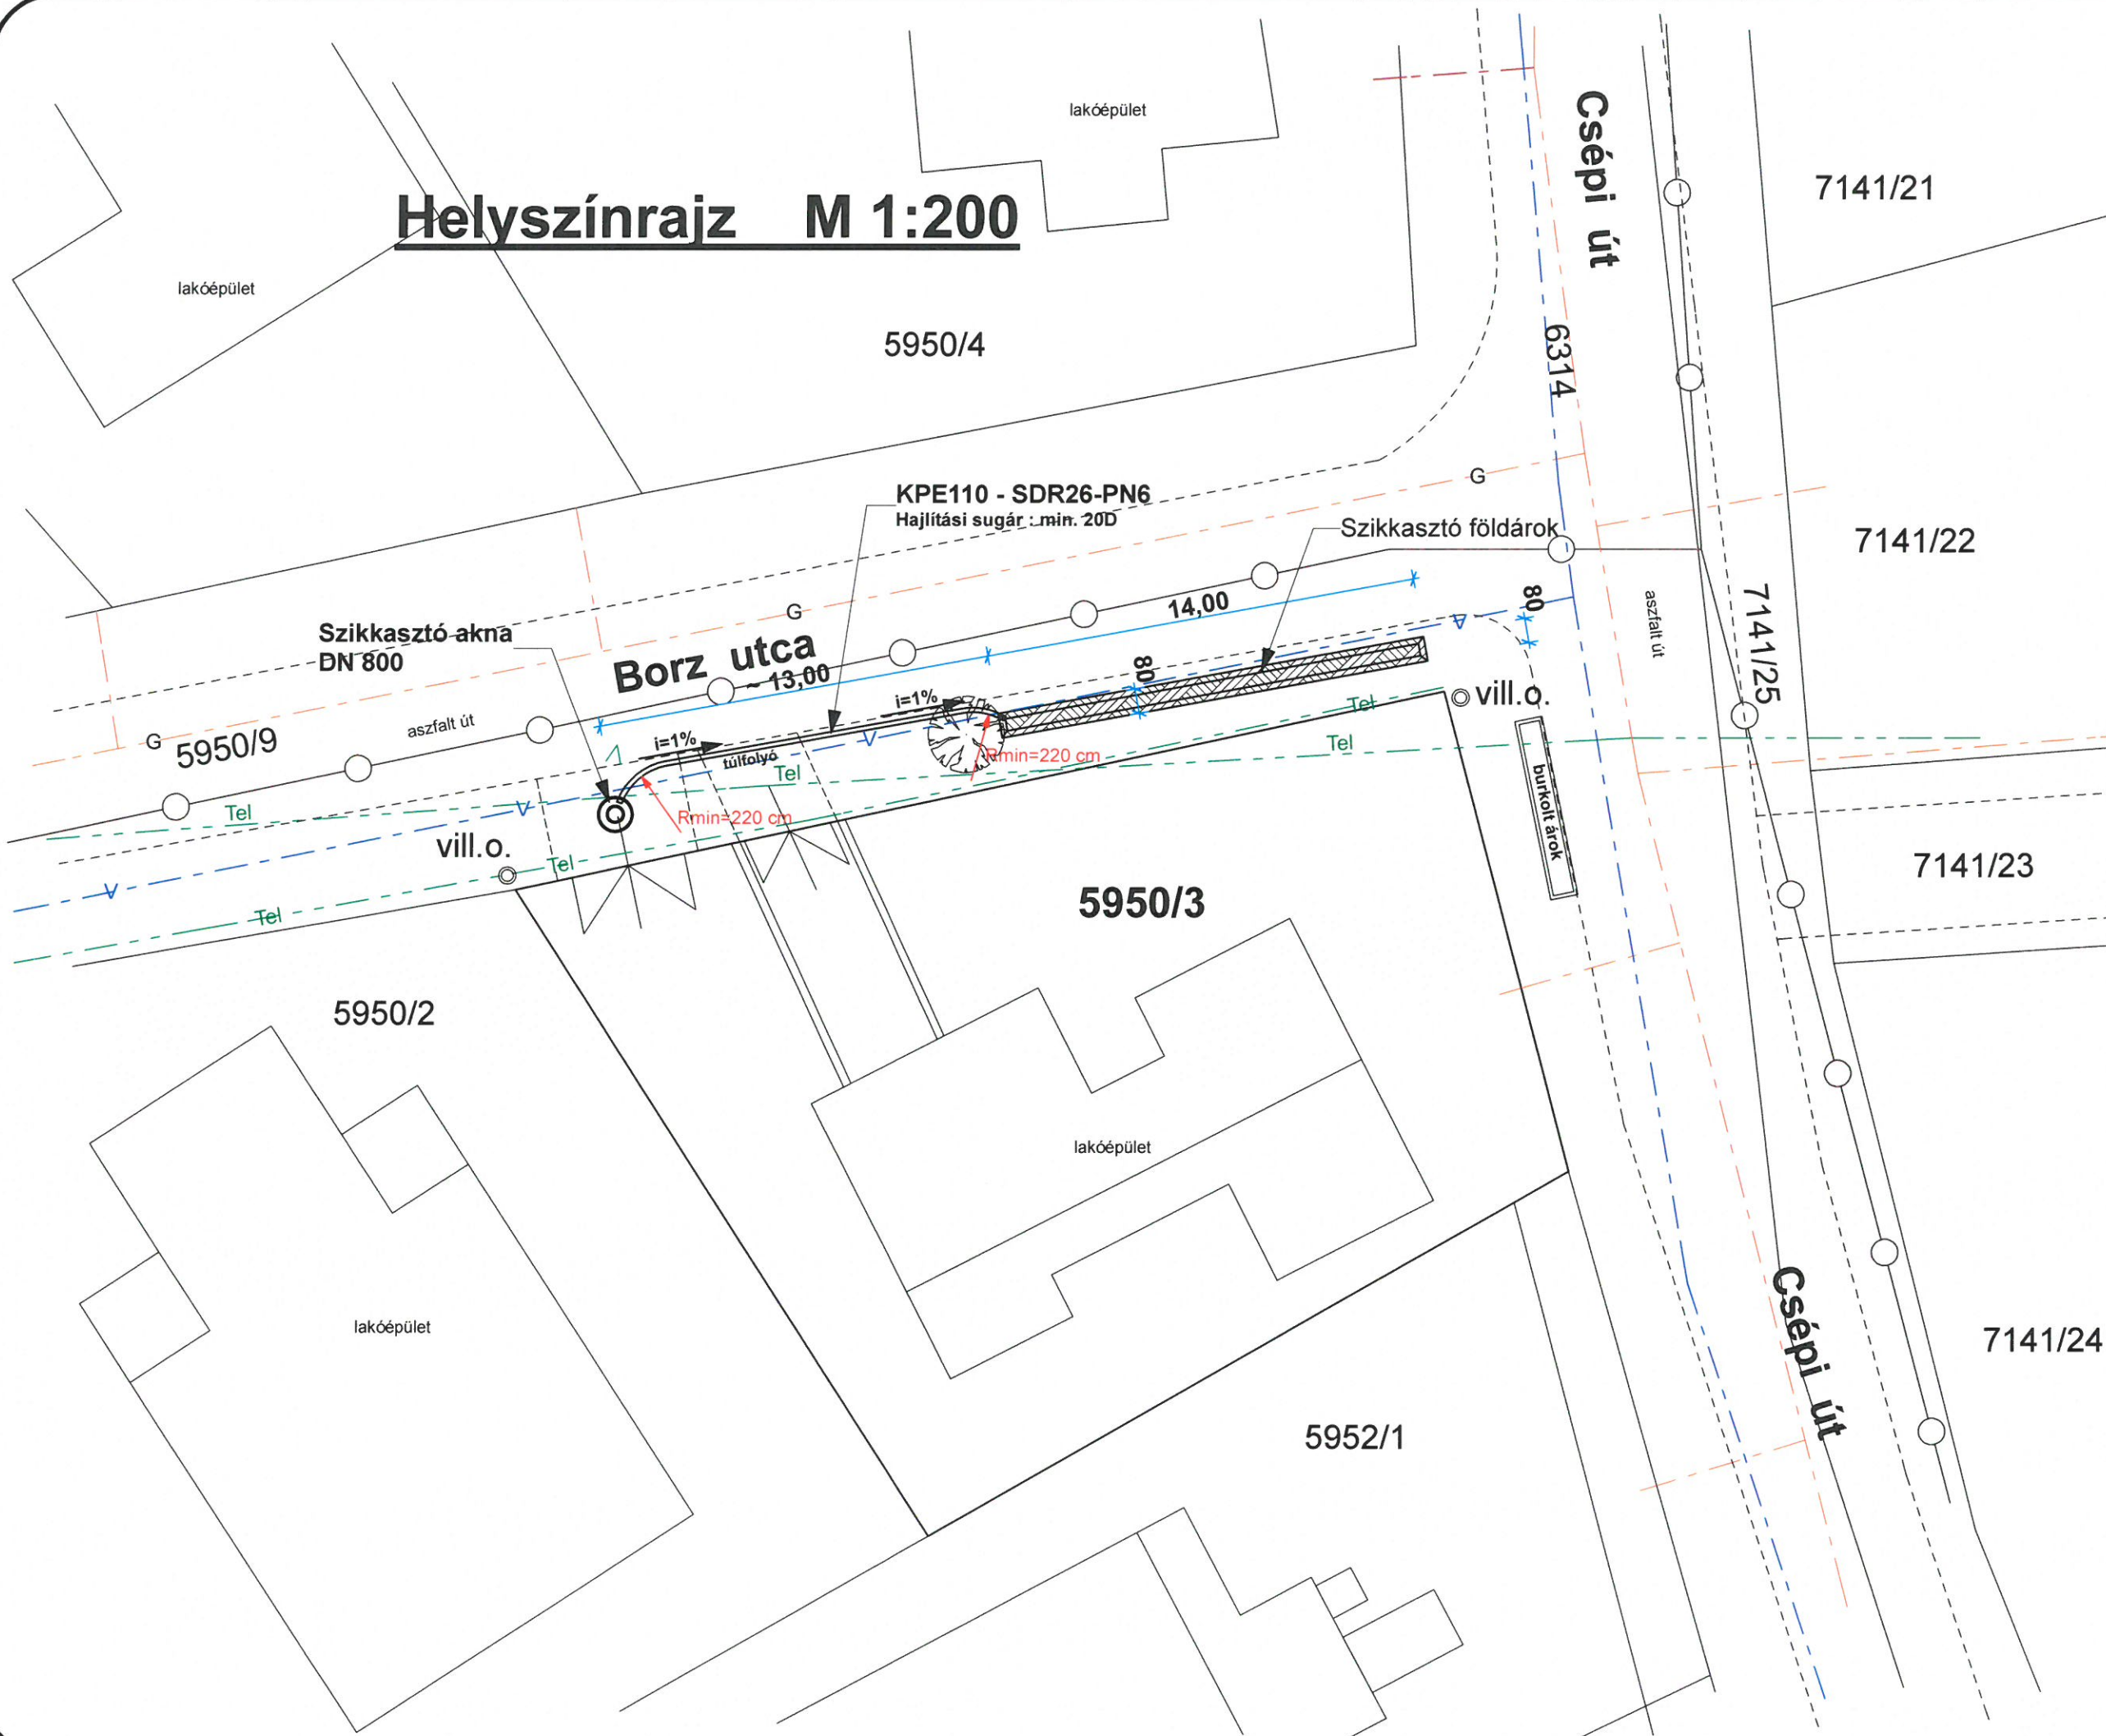 Helyszínrajz M 1:200
lakóépület
lakóépület
Csépi út
7141/21
5950/4
6314
KPE110 - SDR26-PN6
Hajlítási sugár : min. 20D
G
Szikkasztó földárok
7141/22
Szikkasztó akna
DN 800
G
Borz utca
~ 13,00
14,00
80
80
aszfalt út
7141/25
G
5950/9
aszfalt út
i=1%
i=1%
túlfolyó
V
V
V
V
Rmin=220 cm
Rmin=220 cm
Tel
Tel
Tel
Tel
Tel
Tel
vill.o.
vill.o.
burkolt árok
5950/3
7141/23
5950/2
lakóépület
lakóépület
Csépi út
7141/24
5952/1